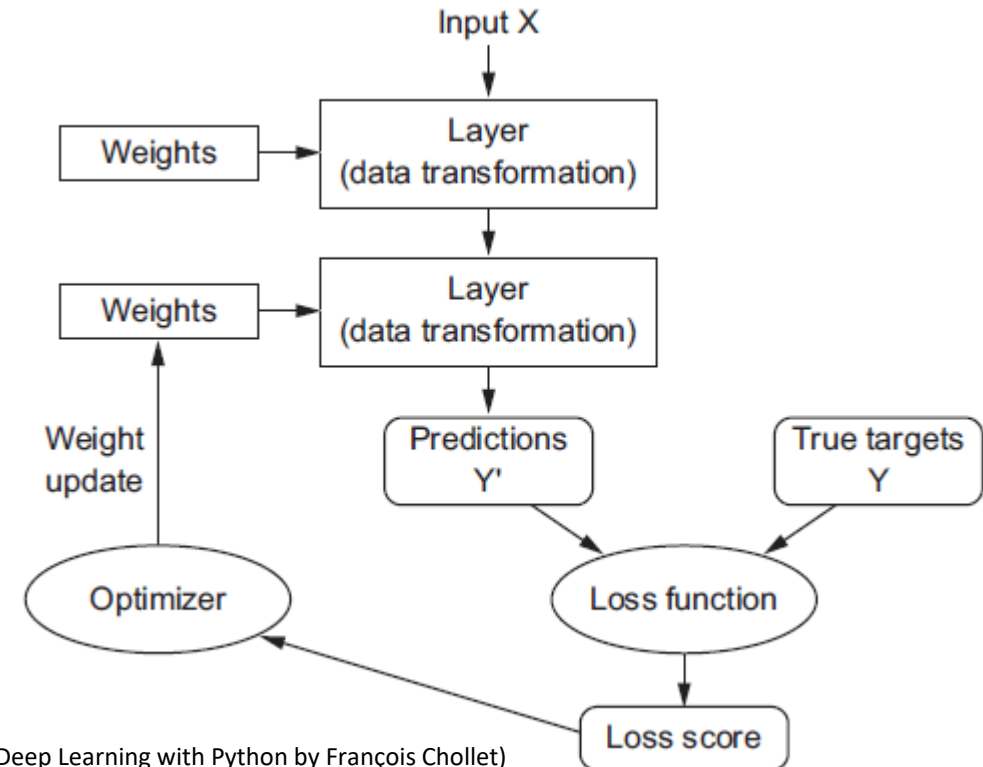 Input X
Weights
Layer
(data transformation)
Weights
Layer
(data transformation)
Weight
update
Predictions
Y'
True targets
Y
Optimizer
Loss function
Loss score
Deep Learning with Python by François Chollet)